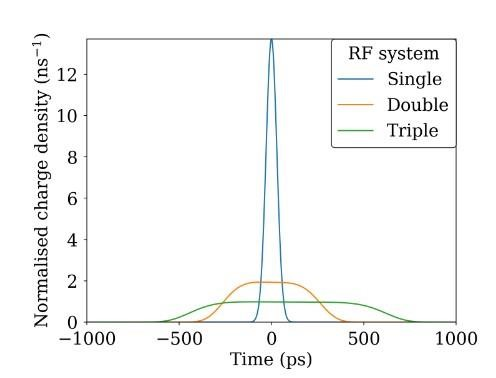 Normalised charge density (ns⁻¹)
12
10
8
6
4
2
0
−1000
−500
0
500
1000
Time (ps)
RF system
Single
Double
Triple